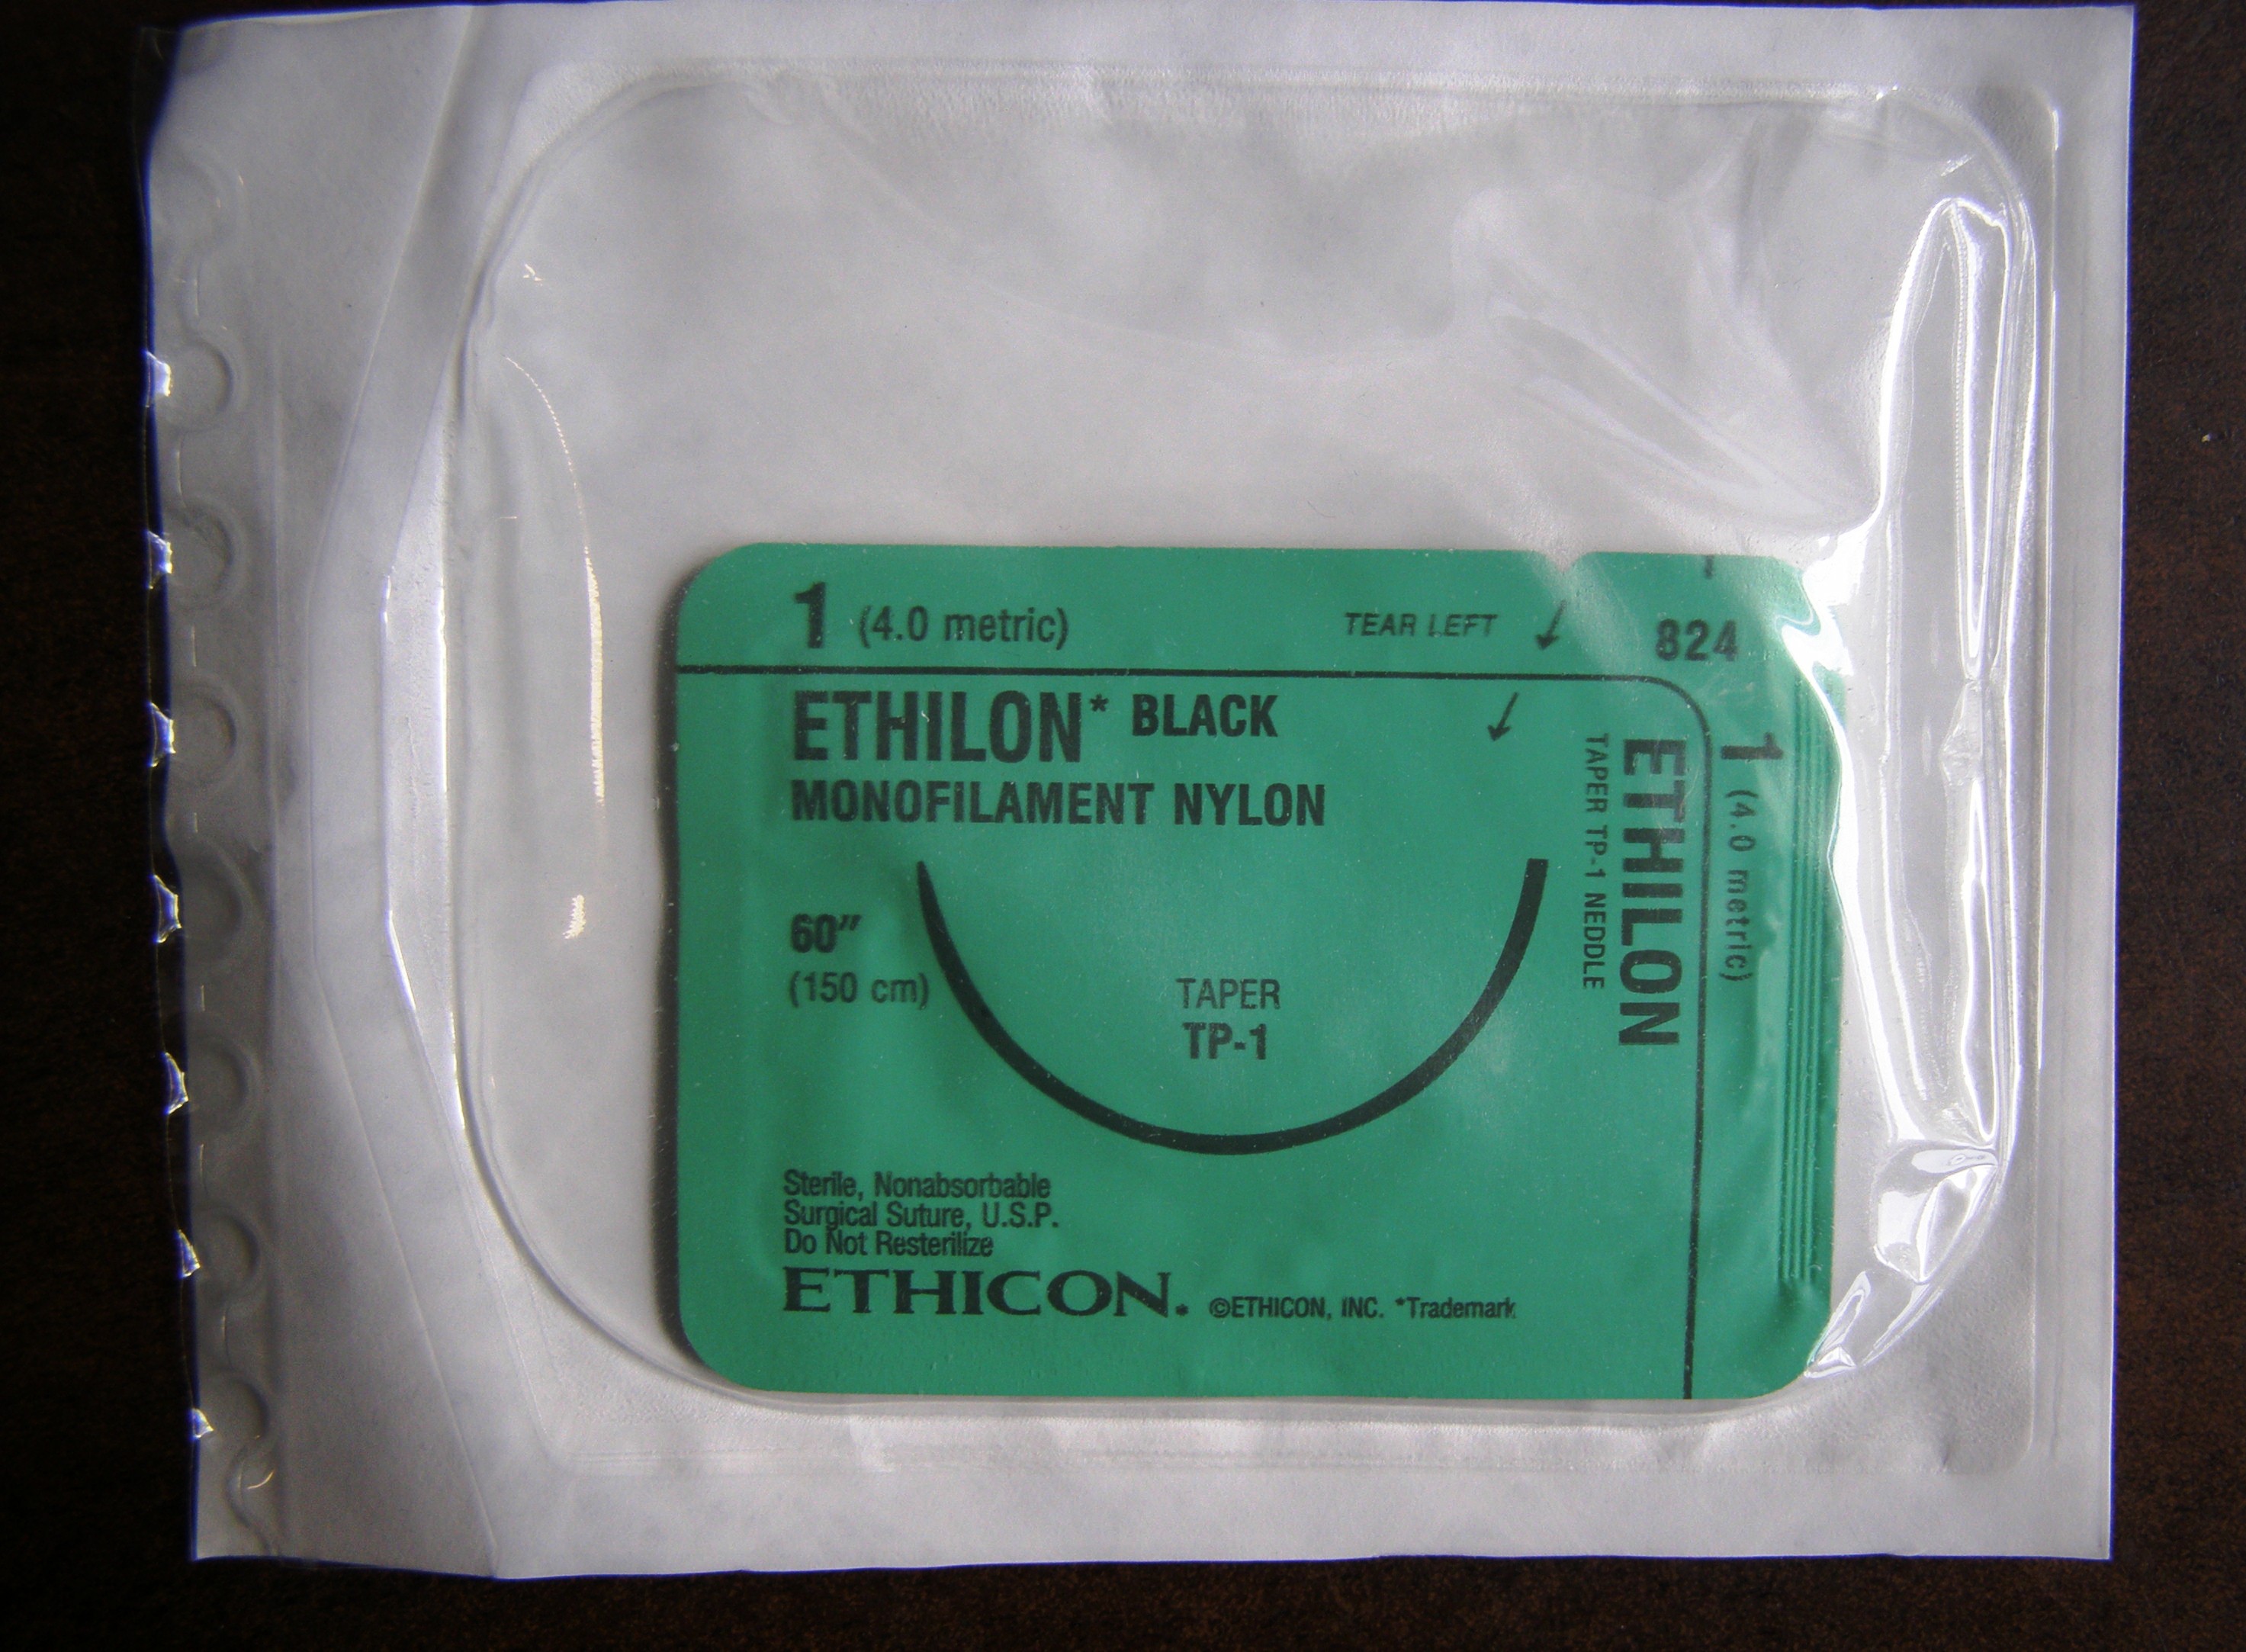 1 (4.0 metric) TEAR LEFT ↙ 824
ETHILON* BLACK ↙
MONOFILAMENT NYLON
60"
(150 cm)
TAPER
TP-1
Sterile, Nonabsorbable
Surgical Suture, U.S.P.
Do Not Resterilize
ETHICON. ©ETHICON, INC. *Trademark
1 (4.0 metric)
ETHILON
TAPER TP-1 NEDDLE